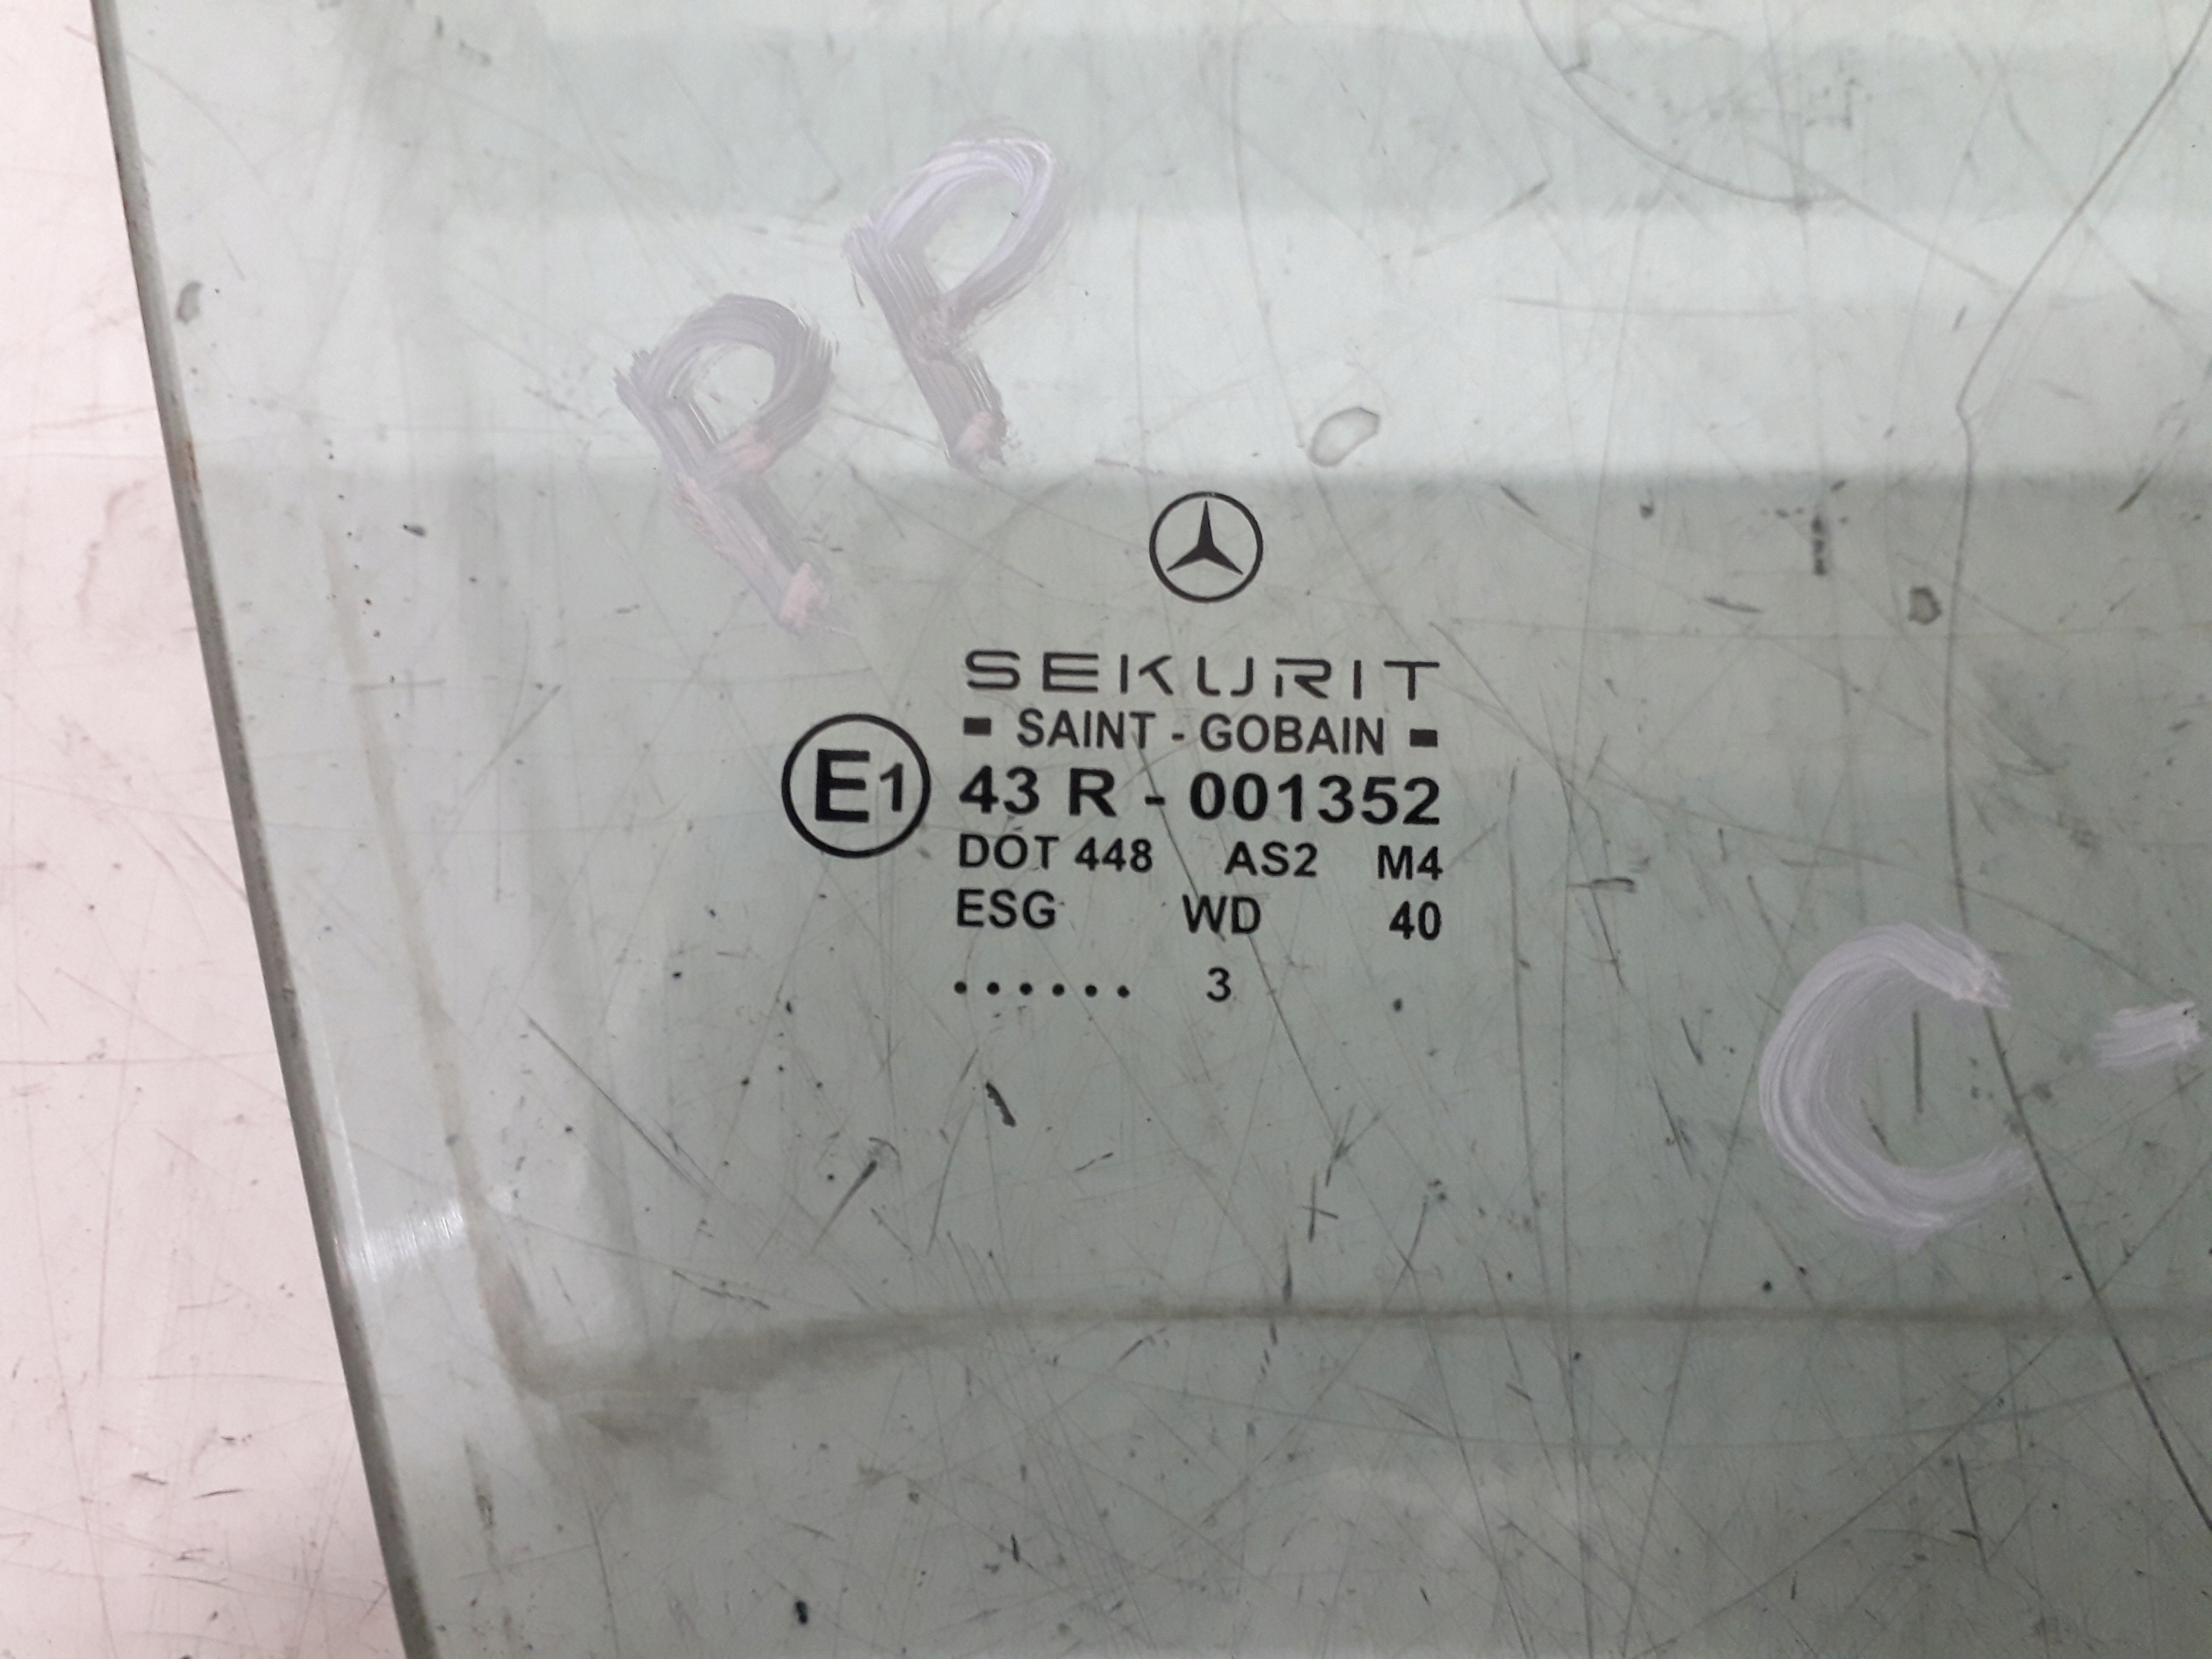 PP
SEKURIT
SAINT - GOBAIN
E1 43 R - 001352
DOT 448 AS2 M4
ESG WD 40
...... 3
C-